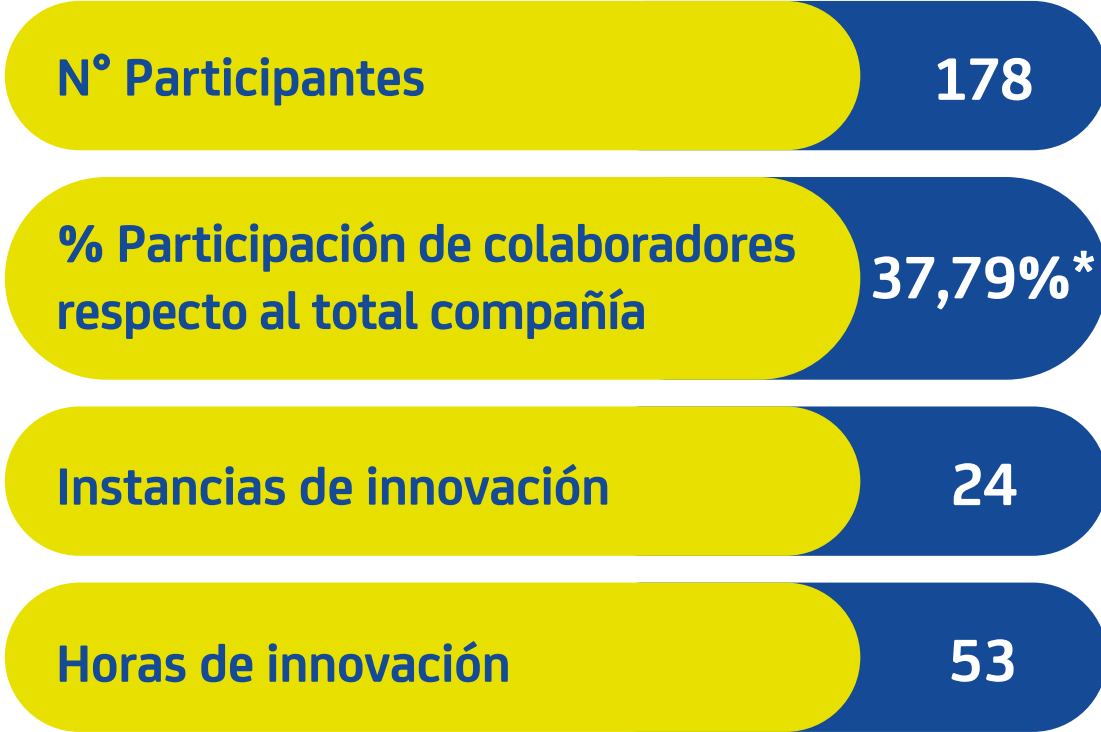 N° Participantes
178
% Participación de colaboradores
respecto al total compañía
37,79%*
Instancias de innovación
24
Horas de innovación
53